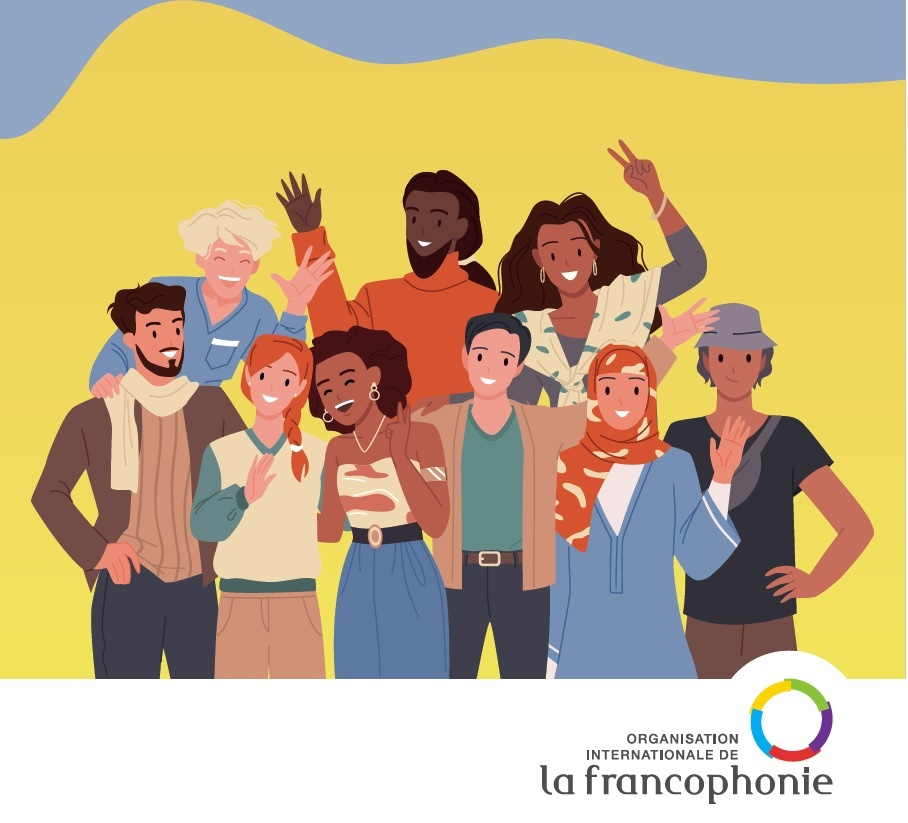 ORGANISATION
INTERNATIONALE DE
la francophonie